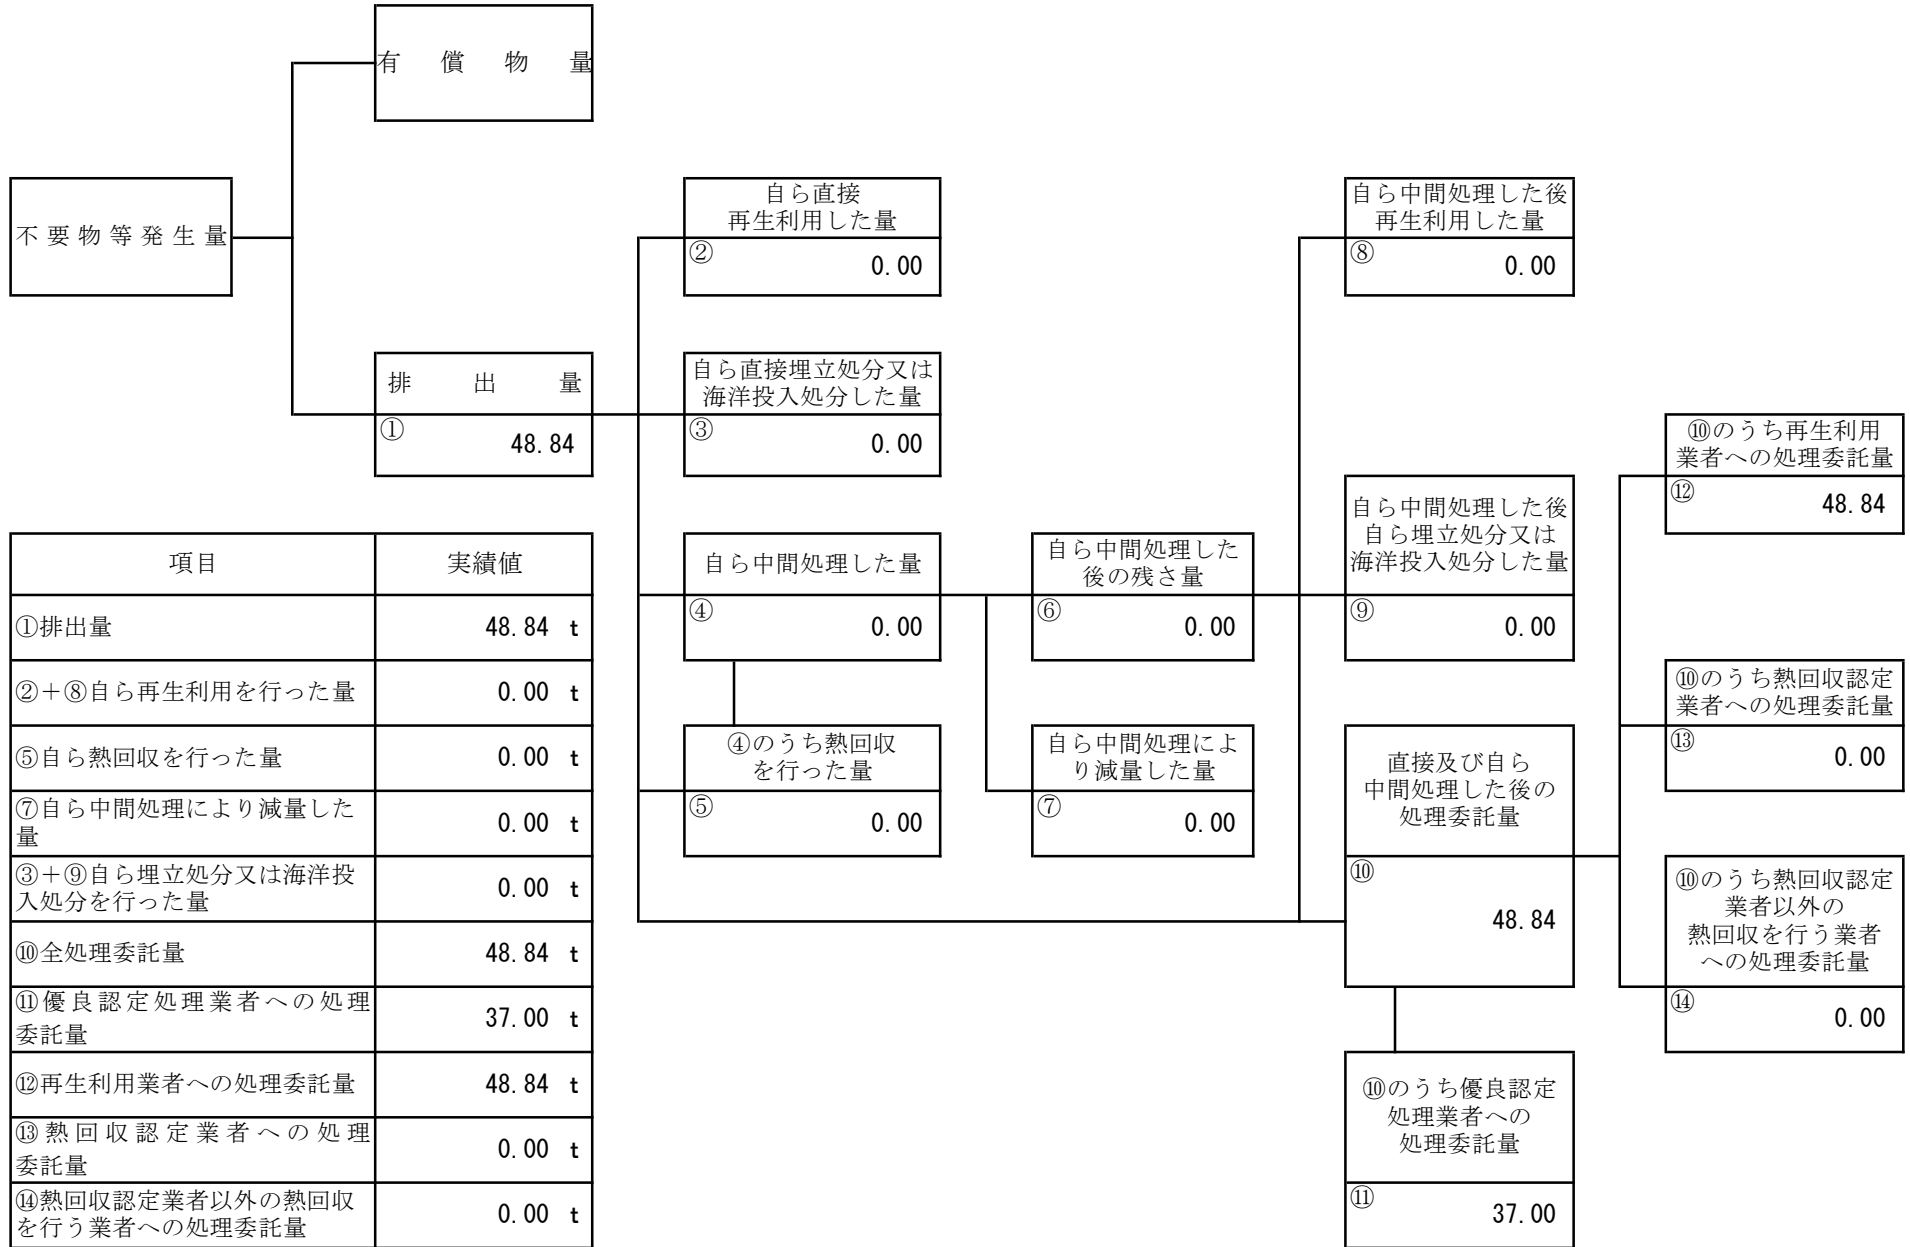 有償物量
不要物等発生量
排出量
① 48.84
自ら直接
再生利用した量
② 0.00
自ら直接埋立処分又は
海洋投入処分した量
③ 0.00
自ら中間処理した量
④ 0.00
④のうち熱回収
を行った量
⑤ 0.00
自ら中間処理した
後の残さ量
⑥ 0.00
自ら中間処理によ
り減量した量
⑦ 0.00
自ら中間処理した後
再生利用した量
⑧ 0.00
自ら中間処理した後
自ら埋立処分又は
海洋投入処分した量
⑨ 0.00
直接及び自ら
中間処理した後の
処理委託量
⑩
48.84
⑩のうち優良認定
処理業者への
処理委託量
⑪ 37.00
⑩のうち再生利用
業者への処理委託量
⑫ 48.84
⑩のうち熱回収認定
業者への処理委託量
⑬ 0.00
⑩のうち熱回収認定
業者以外の
熱回収を行う業者
への処理委託量
⑭ 0.00
項目 実績値
①排出量 48.84 t
②＋⑧自ら再生利用を行った量 0.00 t
⑤自ら熱回収を行った量 0.00 t
⑦自ら中間処理により減量した
量 0.00 t
③＋⑨自ら埋立処分又は海洋投
入処分を行った量 0.00 t
⑩全処理委託量 48.84 t
⑪優良認定処理業者への処理
委託量 37.00 t
⑫再生利用業者への処理委託量 48.84 t
⑬熱回収認定業者への処理
委託量 0.00 t
⑭熱回収認定業者以外の熱回収
を行う業者への処理委託量 0.00 t